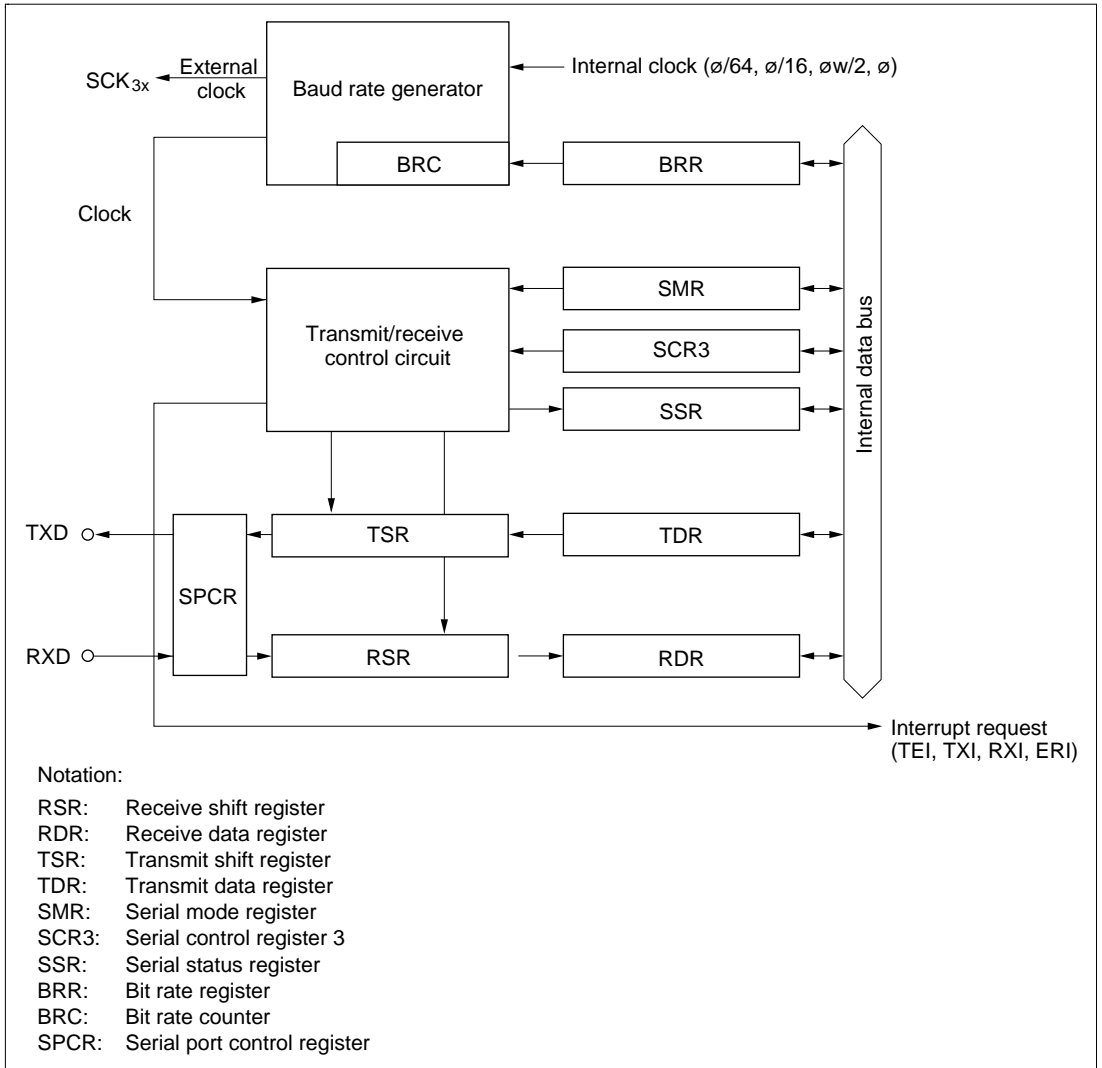 SCK3x
External
clock
Baud rate generator
Internal clock (ø/64, ø/16, øw/2, ø)
BRC
BRR
Clock
Transmit/receive
control circuit
SMR
SCR3
SSR
Internal data bus
TXD
SPCR
TSR
TDR
RXD
RSR
RDR
Interrupt request
(TEI, TXI, RXI, ERI)
Notation:
RSR: Receive shift register
RDR: Receive data register
TSR: Transmit shift register
TDR: Transmit data register
SMR: Serial mode register
SCR3: Serial control register 3
SSR: Serial status register
BRR: Bit rate register
BRC: Bit rate counter
SPCR: Serial port control register